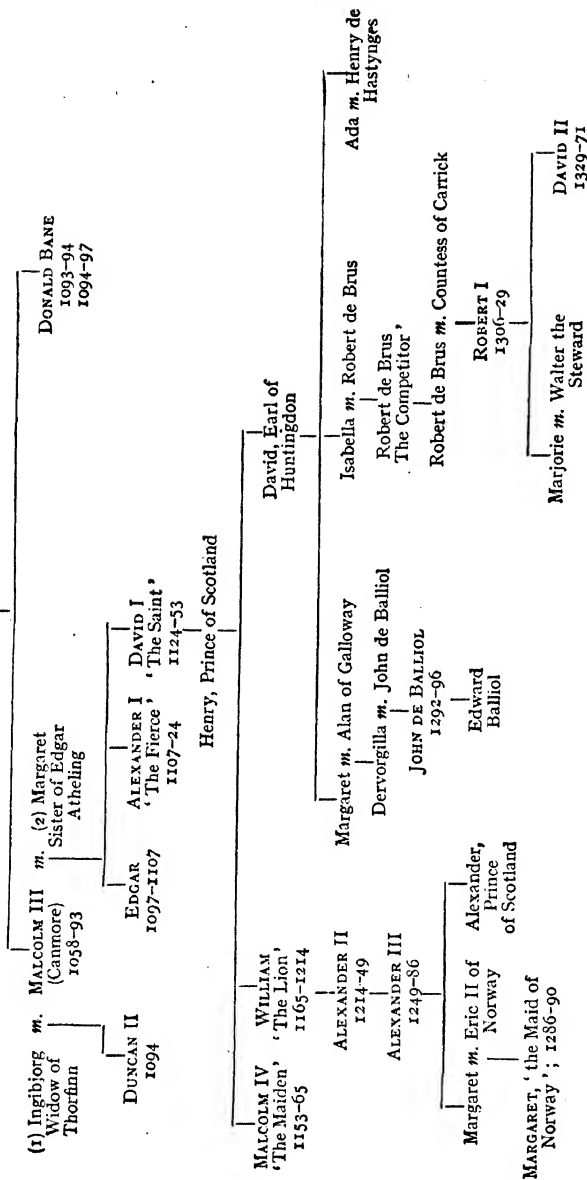 DONALD BANE
1093–94
1094–97
(1) Ingibjorg m. MALCOLM III m. (2) Margaret
Widow of (Canmore) Sister of Edgar
Thorfinn 1058–93 Atheling
DUNCAN II
1094
EDGAR
1097–1107
ALEXANDER I
'The Fierce'
1107–24
DAVID I
'The Saint'
1124–53
Henry, Prince of Scotland
MALCOLM IV
'The Maiden'
1153–65
WILLIAM
'The Lion'
1165–1214
David, Earl of
Huntingdon
ALEXANDER II
1214–49
ALEXANDER III
1249–86
Margaret m. Eric II of
Norway
Alexander,
Prince
of Scotland
MARGARET, 'the Maid of
Norway'; 1286–90
Margaret m. Alan of Galloway
Dervorgilla m. John de Balliol
JOHN DE BALLIOL
1292–96
Edward
Balliol
Isabella m. Robert de Brus
Robert de Brus
'The Competitor'
Robert de Brus m. Countess of Carrick
ROBERT I
1306–29
Marjorie m. Walter the
Steward
DAVID II
1329–71
Ada m. Henry de
Hastynges